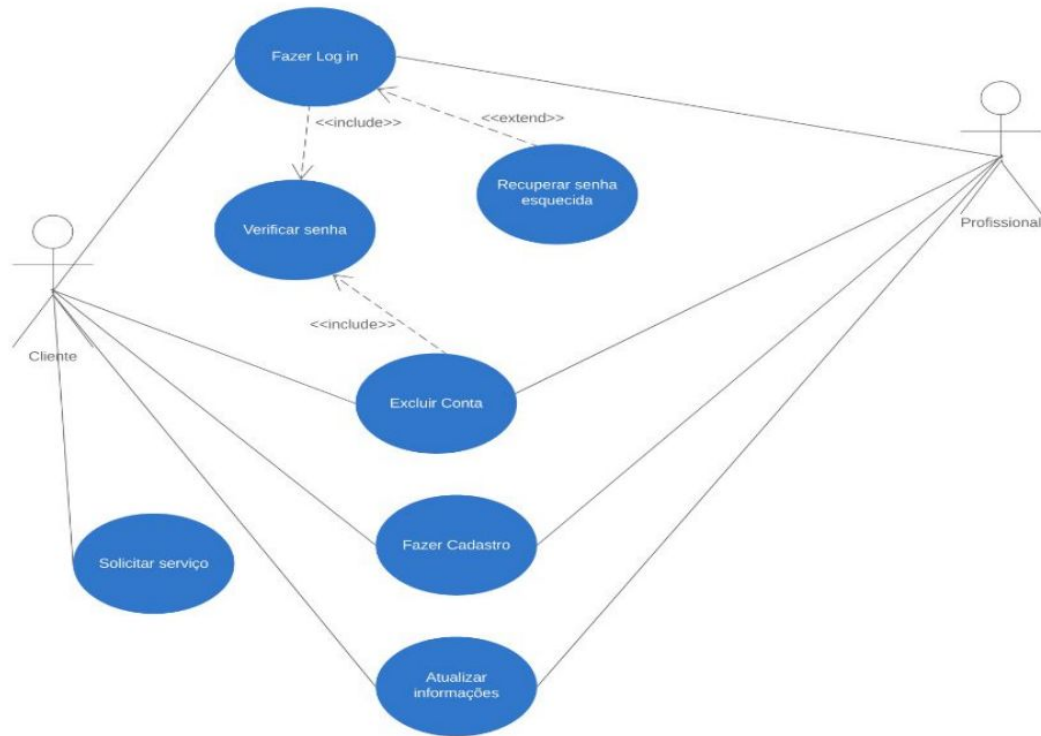 Fazer Log in
<<include>>
<<extend>>
Recuperar senha
esquecida
Verificar senha
Profissional
<<include>>
Cliente
Excluir Conta
Fazer Cadastro
Solicitar serviço
Atualizar
informações